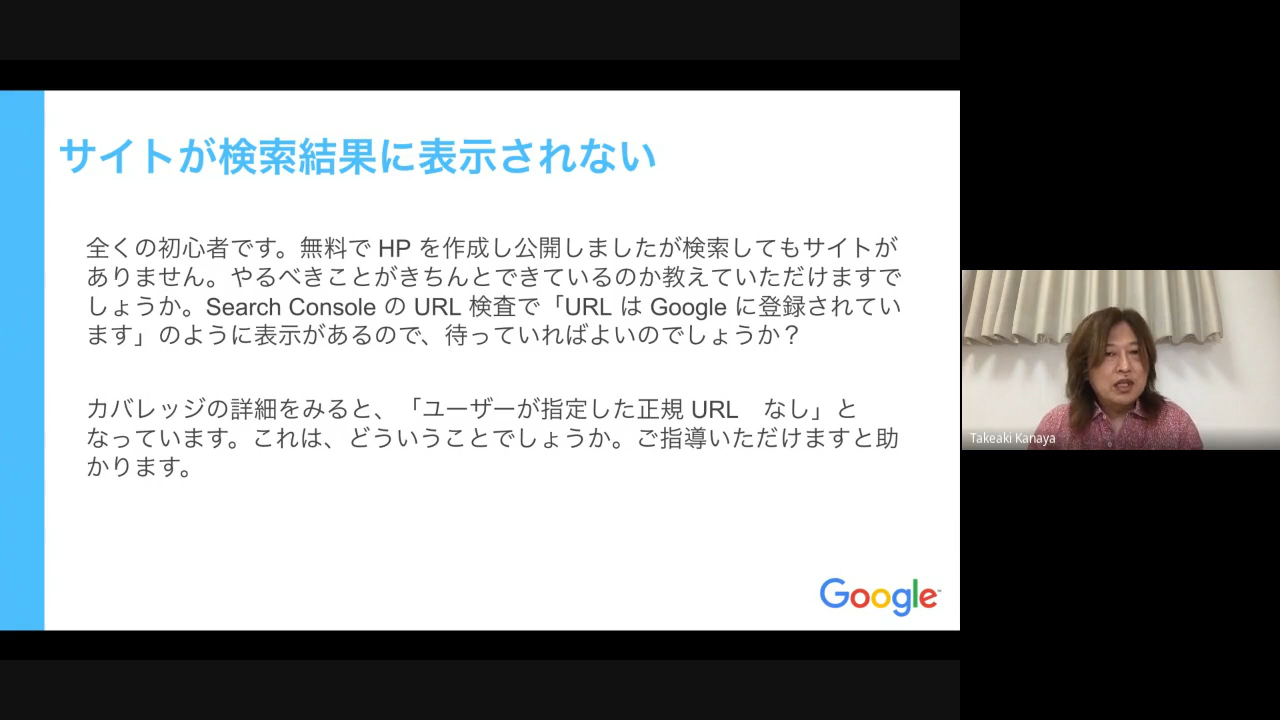 サイトが検索結果に表示されない
全くの初心者です。無料で HP を作成し公開しましたが検索してもサイトが
ありません。やるべきことがきちんとできているのか教えていただけますで
しょうか。Search Console の URL 検査で「URL は Google に登録されてい
ます」のように表示があるので、待っていればよいのでしょうか？
カバレッジの詳細をみると、「ユーザーが指定した正規 URL　なし」と
なっています。これは、どういうことでしょうか。ご指導いただけますと助
かります。
Google
Takeaki Kanaya